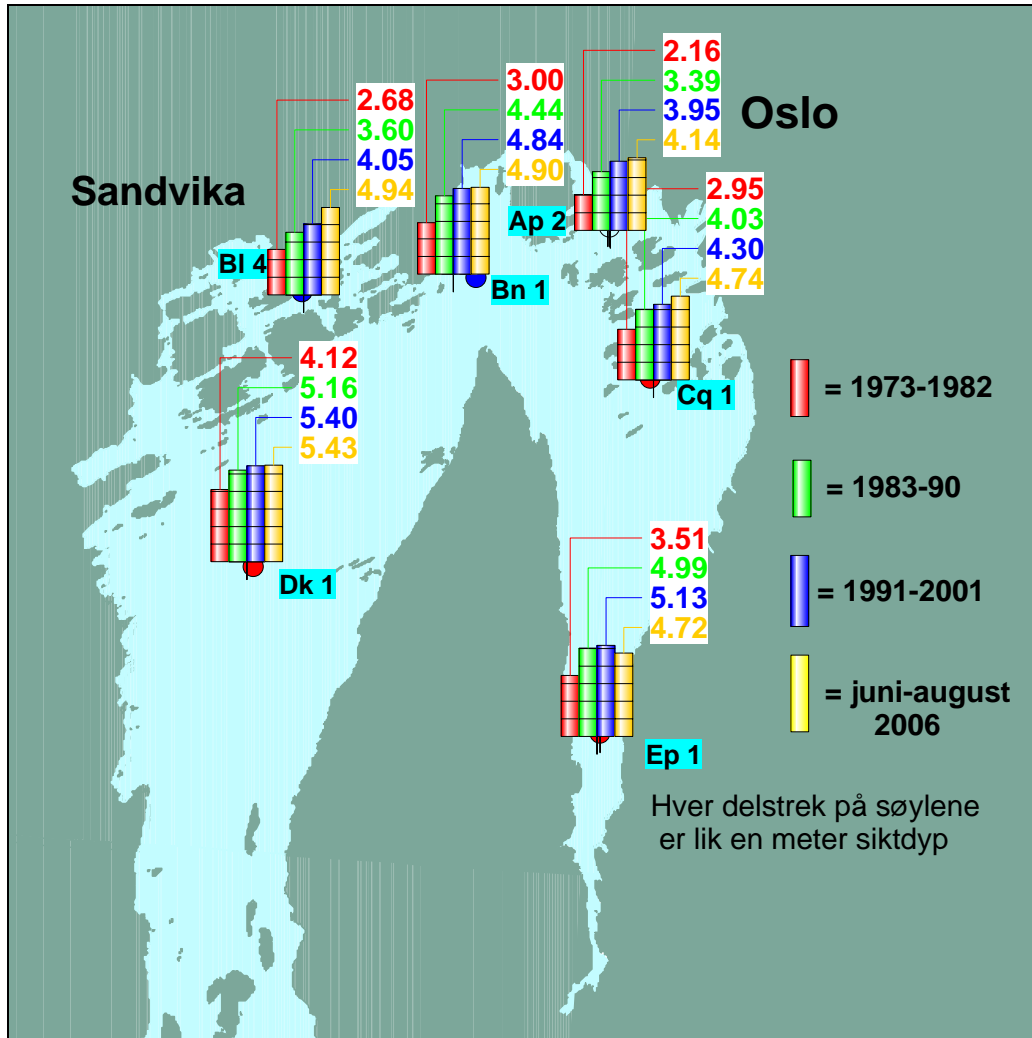 2.16
3.39
3.95
4.14
Oslo
3.00
4.44
4.84
4.90
2.68
3.60
4.05
4.94
Sandvika
2.95
4.03
4.30
4.74
Ap 2
Bl 4
Bn 1
Cq 1
4.12
5.16
5.40
5.43
Dk 1
= 1973-1982
= 1983-90
= 1991-2001
= juni-august
2006
3.51
4.99
5.13
4.72
Ep 1
Hver delstrek på søylene
er lik en meter siktdyp